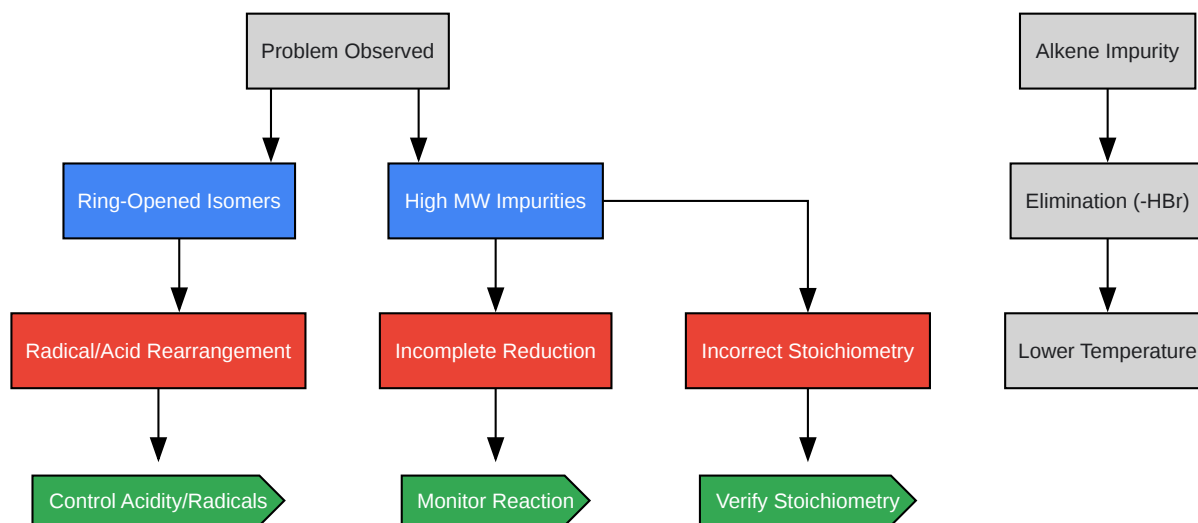 Problem Observed
Alkene Impurity
Ring-Opened Isomers
High MW Impurities
Elimination (-HBr)
Radical/Acid Rearrangement
Incomplete Reduction
Incorrect Stoichiometry
Lower Temperature
Control Acidity/Radicals
Monitor Reaction
Verify Stoichiometry